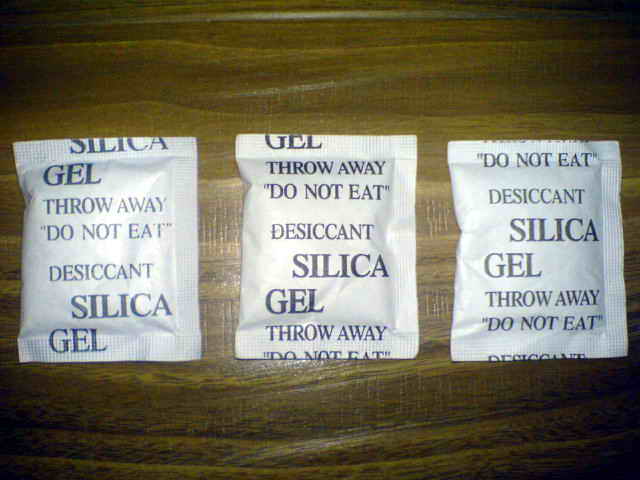 SILICA
GEL
THROW AWAY
"DO NOT EAT"
DESICCANT
SILICA
GEL
GEL
THROW AWAY
"DO NOT EAT"
DESICCANT
SILICA
GEL
THROW AWAY
"DO NOT EAT"
"DO NOT EAT"
DESICCANT
SILICA
GEL
THROW AWAY
"DO NOT EAT"
DESICCANT